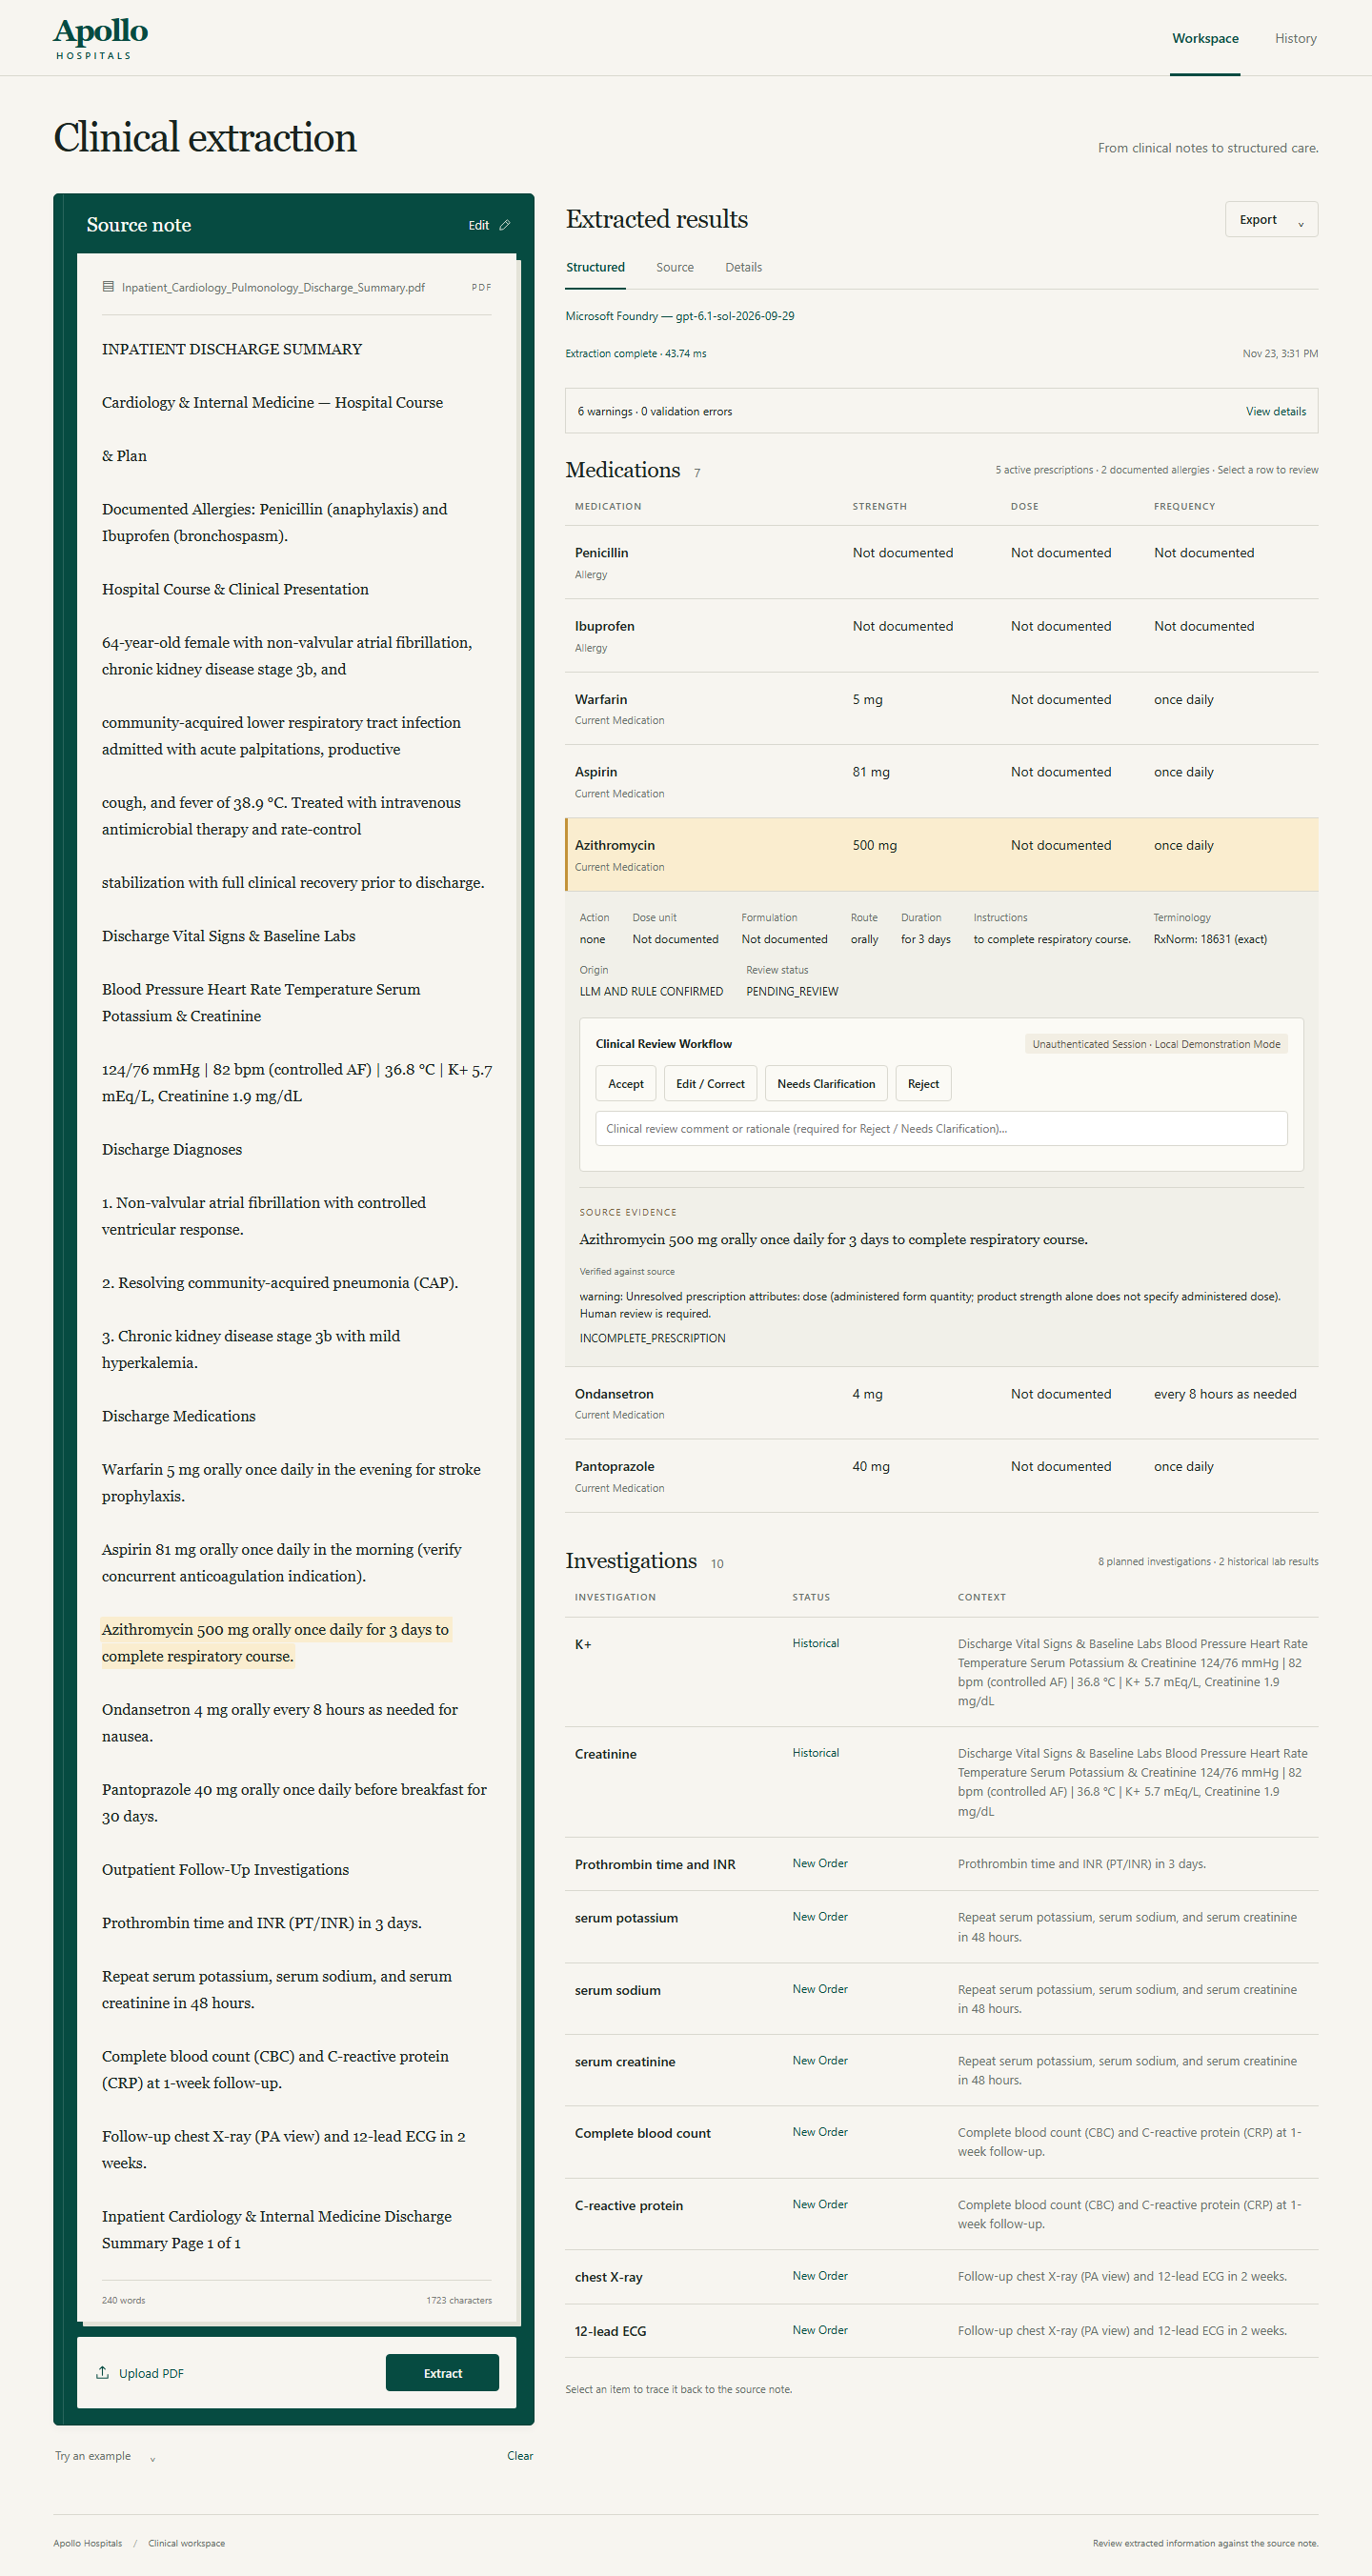 Apollo
HOSPITALS
Workspace
History
Clinical extraction
From clinical notes to structured care.
Source note
Edit
Inpatient_Cardiology_Pulmonology_Discharge_Summary.pdf
PDF
INPATIENT DISCHARGE SUMMARY
Cardiology & Internal Medicine — Hospital Course
& Plan
Documented Allergies: Penicillin (anaphylaxis) and
Ibuprofen (bronchospasm).
Hospital Course & Clinical Presentation
64-year-old female with non-valvular atrial fibrillation,
chronic kidney disease stage 3b, and
community-acquired lower respiratory tract infection
admitted with acute palpitations, productive
cough, and fever of 38.9 °C. Treated with intravenous
antimicrobial therapy and rate-control
stabilization with full clinical recovery prior to discharge.
Discharge Vital Signs & Baseline Labs
Blood Pressure Heart Rate Temperature Serum
Potassium & Creatinine
124/76 mmHg | 82 bpm (controlled AF) | 36.8 °C | K+ 5.7
mEq/L, Creatinine 1.9 mg/dL
Discharge Diagnoses
1. Non-valvular atrial fibrillation with controlled
ventricular response.
2. Resolving community-acquired pneumonia (CAP).
3. Chronic kidney disease stage 3b with mild
hyperkalemia.
Discharge Medications
Warfarin 5 mg orally once daily in the evening for stroke
prophylaxis.
Aspirin 81 mg orally once daily in the morning (verify
concurrent anticoagulation indication).
Azithromycin 500 mg orally once daily for 3 days to
complete respiratory course.
Ondansetron 4 mg orally every 8 hours as needed for
nausea.
Pantoprazole 40 mg orally once daily before breakfast for
30 days.
Outpatient Follow-Up Investigations
Prothrombin time and INR (PT/INR) in 3 days.
Repeat serum potassium, serum sodium, and serum
creatinine in 48 hours.
Complete blood count (CBC) and C-reactive protein
(CRP) at 1-week follow-up.
Follow-up chest X-ray (PA view) and 12-lead ECG in 2
weeks.
Inpatient Cardiology & Internal Medicine Discharge
Summary Page 1 of 1
240 words
1723 characters
Upload PDF
Extract
Try an example
Clear
Extracted results
Export
Structured
Source
Details
Microsoft Foundry — gpt-6.1-sol-2026-09-29
Extraction complete · 43.74 ms
Nov 23, 3:31 PM
6 warnings · 0 validation errors
View details
Medications 7
5 active prescriptions · 2 documented allergies · Select a row to review
MEDICATION STRENGTH DOSE FREQUENCY
Penicillin Not documented Not documented Not documented
Allergy
Ibuprofen Not documented Not documented Not documented
Allergy
Warfarin 5 mg Not documented once daily
Current Medication
Aspirin 81 mg Not documented once daily
Current Medication
Azithromycin 500 mg Not documented once daily
Current Medication
Action Dose unit Formulation Route Duration Instructions Terminology
none Not documented Not documented orally for 3 days to complete respiratory course. RxNorm: 18631 (exact)
Origin Review status
LLM AND RULE CONFIRMED PENDING_REVIEW
Clinical Review Workflow
Unauthenticated Session · Local Demonstration Mode
Accept
Edit / Correct
Needs Clarification
Reject
Clinical review comment or rationale (required for Reject / Needs Clarification)...
SOURCE EVIDENCE
Azithromycin 500 mg orally once daily for 3 days to complete respiratory course.
Verified against source
warning: Unresolved prescription attributes: dose (administered form quantity; product strength alone does not specify administered dose).
Human review is required.
INCOMPLETE_PRESCRIPTION
Ondansetron 4 mg Not documented every 8 hours as needed
Current Medication
Pantoprazole 40 mg Not documented once daily
Current Medication
Investigations 10
8 planned investigations · 2 historical lab results
INVESTIGATION STATUS CONTEXT
K+ Historical Discharge Vital Signs & Baseline Labs Blood Pressure Heart Rate
Temperature Serum Potassium & Creatinine 124/76 mmHg | 82
bpm (controlled AF) | 36.8 °C | K+ 5.7 mEq/L, Creatinine 1.9
mg/dL
Creatinine Historical Discharge Vital Signs & Baseline Labs Blood Pressure Heart Rate
Temperature Serum Potassium & Creatinine 124/76 mmHg | 82
bpm (controlled AF) | 36.8 °C | K+ 5.7 mEq/L, Creatinine 1.9
mg/dL
Prothrombin time and INR New Order Prothrombin time and INR (PT/INR) in 3 days.
serum potassium New Order Repeat serum potassium, serum sodium, and serum creatinine
in 48 hours.
serum sodium New Order Repeat serum potassium, serum sodium, and serum creatinine
in 48 hours.
serum creatinine New Order Repeat serum potassium, serum sodium, and serum creatinine
in 48 hours.
Complete blood count New Order Complete blood count (CBC) and C-reactive protein (CRP) at 1-
week follow-up.
C-reactive protein New Order Complete blood count (CBC) and C-reactive protein (CRP) at 1-
week follow-up.
chest X-ray New Order Follow-up chest X-ray (PA view) and 12-lead ECG in 2 weeks.
12-lead ECG New Order Follow-up chest X-ray (PA view) and 12-lead ECG in 2 weeks.
Select an item to trace it back to the source note.
Apollo Hospitals / Clinical workspace
Review extracted information against the source note.